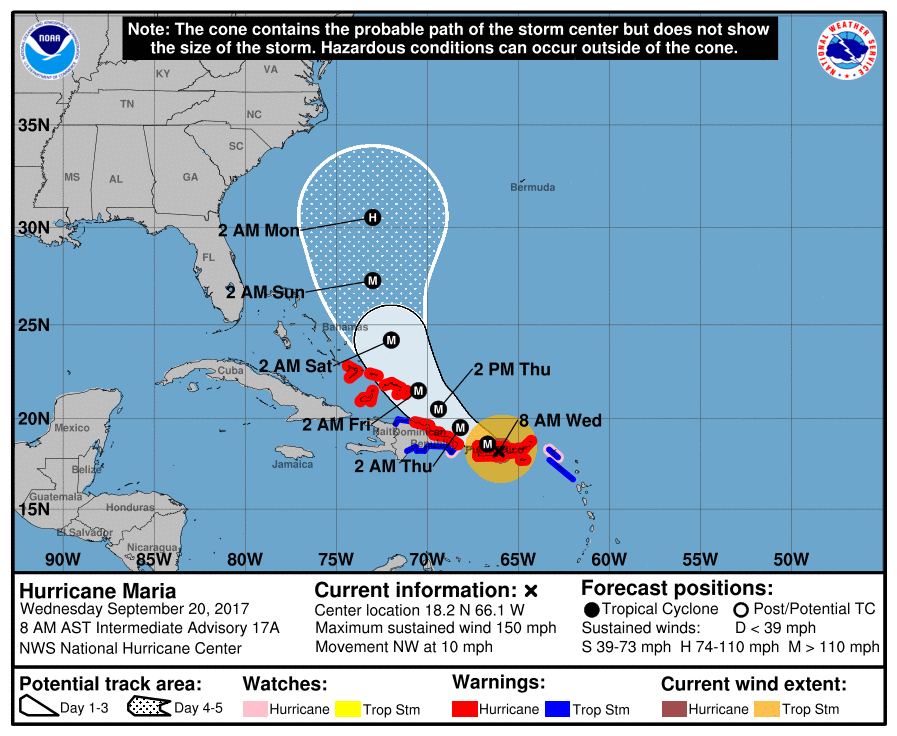 Note: The cone contains the probable path of the storm center but does not show
the size of the storm. Hazardous conditions can occur outside of the cone.
NOAA
NATIONAL WEATHER SERVICE
KY
VA
TN
NC
35N
SC
MS
AL
GA
Bermuda
H
30N
2 AM Mon
FL
M
2 AM Sun
25N
Bahamas
M
2 AM Sat
2 PM Thu
Cuba
M
M
20N
2 AM Fri
8 AM Wed
Mexico
Haiti
Dominican
M
M
2 AM Thu
Jamaica
Belize
Guatemala
Honduras
15N
El Salvador
Nicaragua
90W
85W
80W
75W
70W
65W
60W
55W
50W
Hurricane Maria
Wednesday September 20, 2017
8 AM AST Intermediate Advisory 17A
NWS National Hurricane Center
Current information: x
Center location 18.2 N 66.1 W
Maximum sustained wind 150 mph
Movement NW at 10 mph
Forecast positions:
Tropical Cyclone Post/Potential TC
Sustained winds: D < 39 mph
S 39-73 mph H 74-110 mph M > 110 mph
Potential track area:
Day 1-3 Day 4-5
Watches:
Hurricane Trop Stm
Warnings:
Hurricane Trop Stm
Current wind extent:
Hurricane Trop Stm